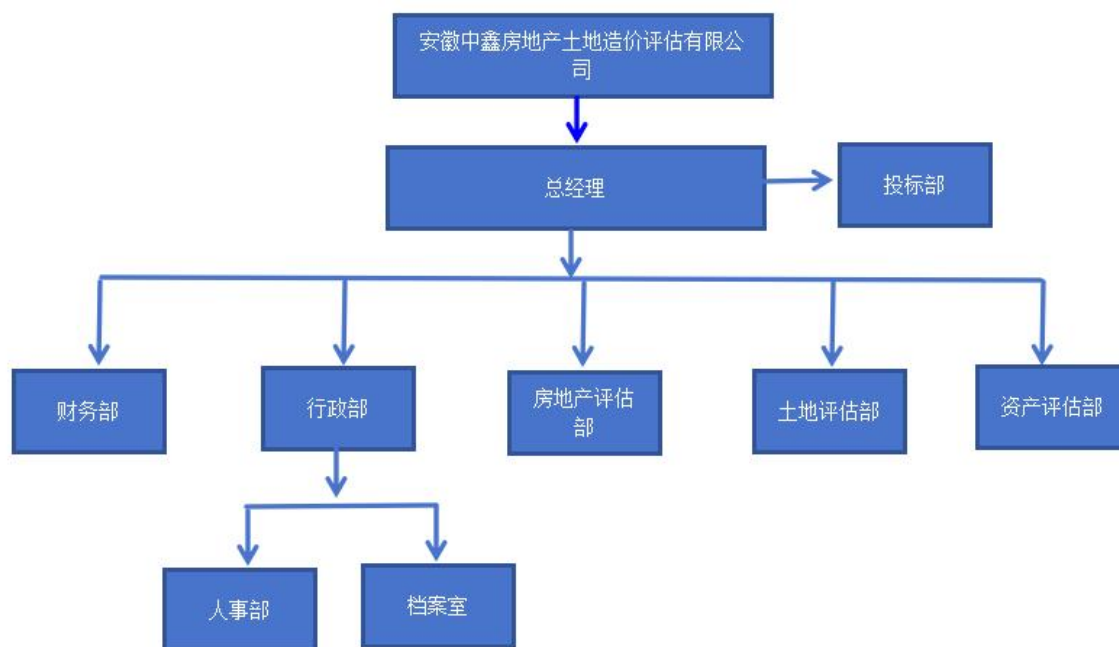 安徽中鑫房地产土地造价评估有限公
司
总经理
投标部
财务部
行政部
房地产评估
部
土地评估部
资产评估部
人事部
档案室